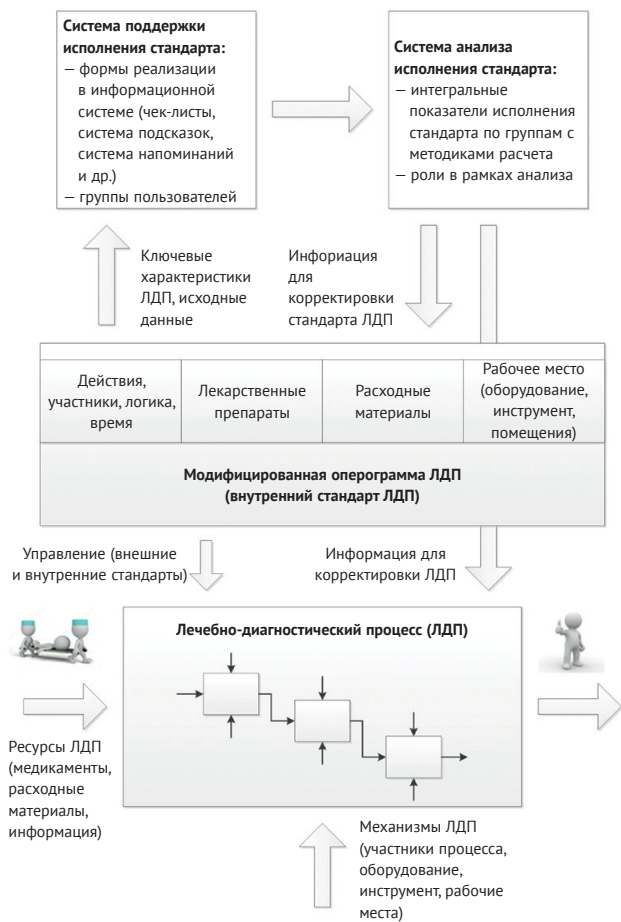 Система поддержки
исполнения стандарта:
— формы реализации
в информационной
системе (чек-листы,
система подсказок,
система напоминаний
и др.)
— группы пользователей
Система анализа
исполнения стандарта:
— интегральные
показатели исполнения
стандарта по группам с
методиками расчета
— роли в рамках анализа
Ключевые
характеристики
ЛДП, исходные
данные
Инфориация
для
корректировки
стандарта ЛДП
Действия,
участники, логика,
время
Лекарственные
препараты
Расходные
материалы
Рабочее место
(оборудование,
инструмент,
помещения)
Модифицированная оперограмма ЛДП
(внутренний стандарт ЛДП)
Управление (внешние
и внутренние стандарты)
Информация для
корректировки ЛДП
Лечебно-диагностический процесс (ЛДП)
Ресурсы ЛДП
(медикаменты,
расходные
материалы,
информация)
Механизмы ЛДП
(участники процесса,
оборудование,
инструмент, рабочие
места)